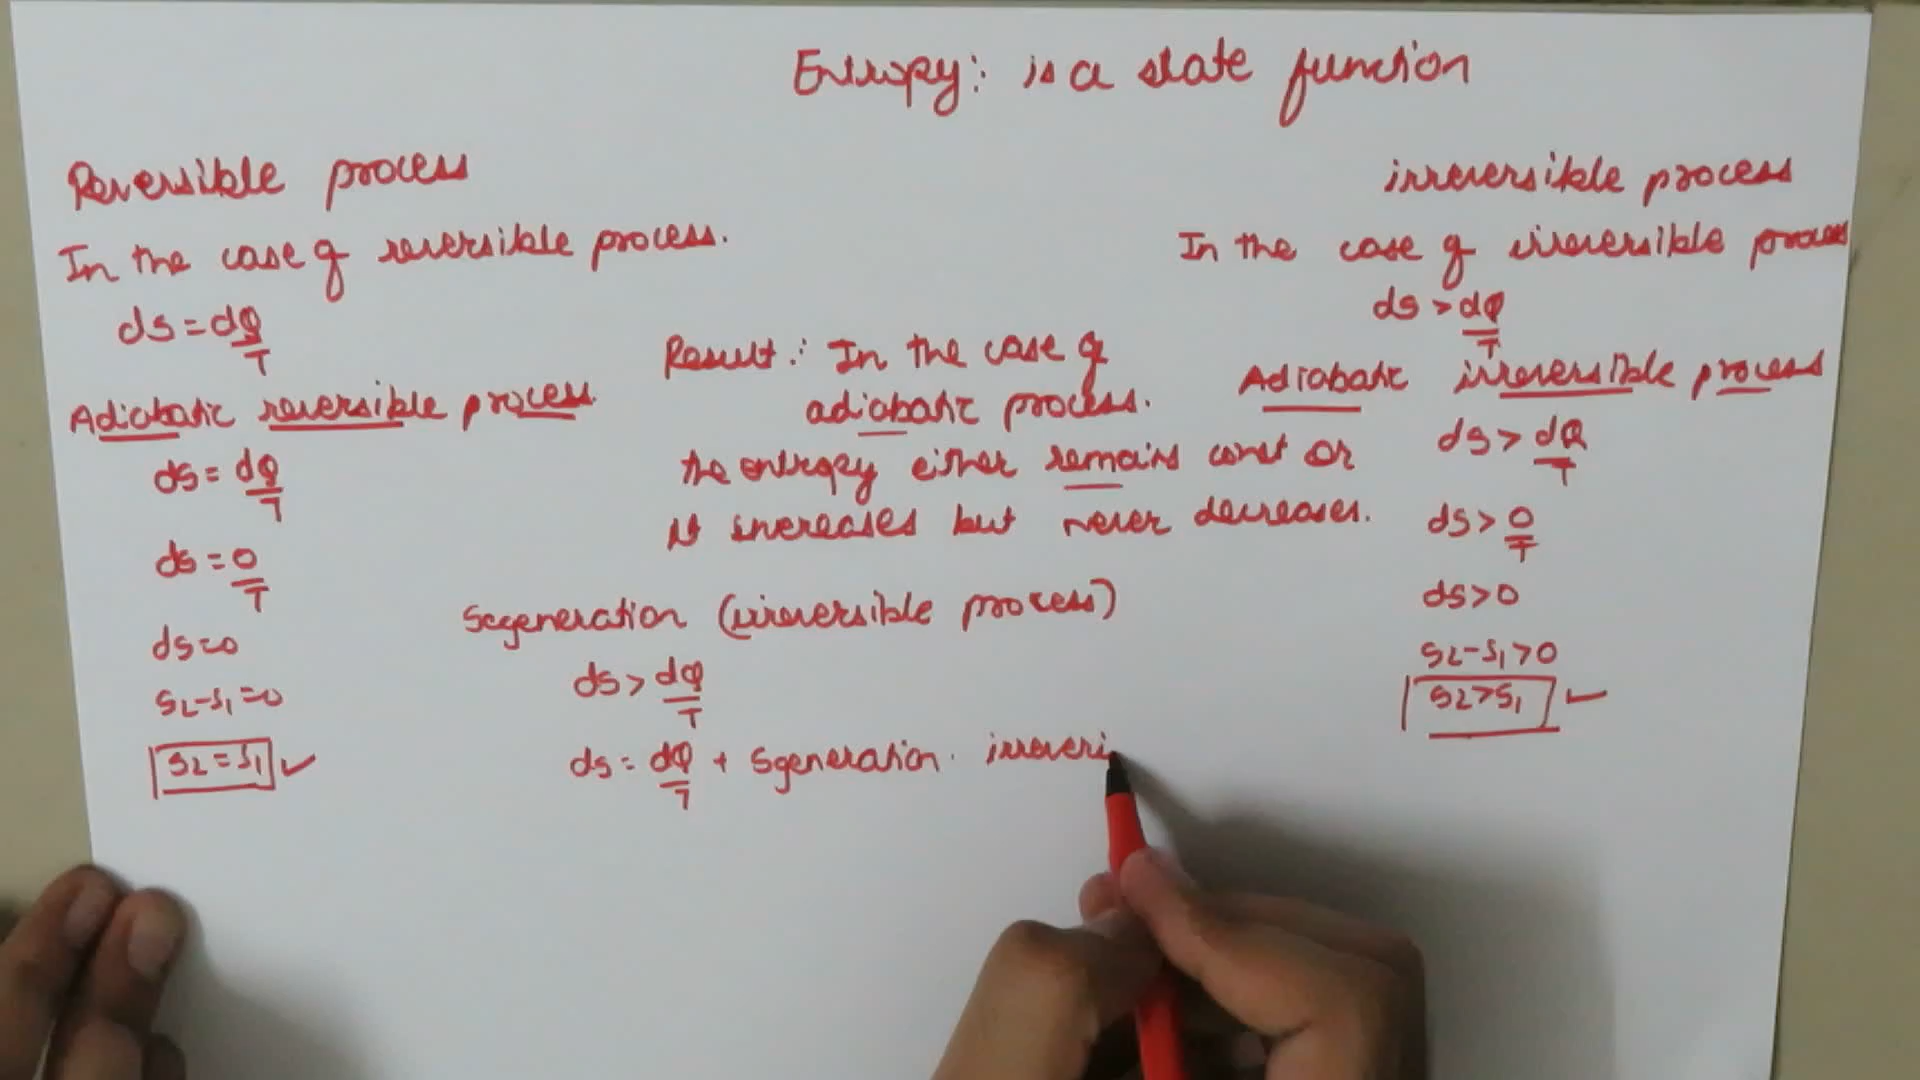 Entropy: is a state function
Reversible process
In the case of reversible process.
ds = dQ/T
Adiabatic reversible process.
ds = dQ/T
ds = 0/T
ds=0
S2-S1=0
S2=S1 ✓
Result: In the case of
adiabatic process.
the entropy either remains const or
it increases but never decreases.
Sgeneration (irreversible process)
ds > dQ/T
ds = dQ/T + Sgeneration. irreversi
irreversible process
In the case of irreversible process
ds > dQ/T
Adiabatic irreversible process
ds > dQ/T
ds > 0/T
ds>0
S2-S1>0
S2>S1 ✓